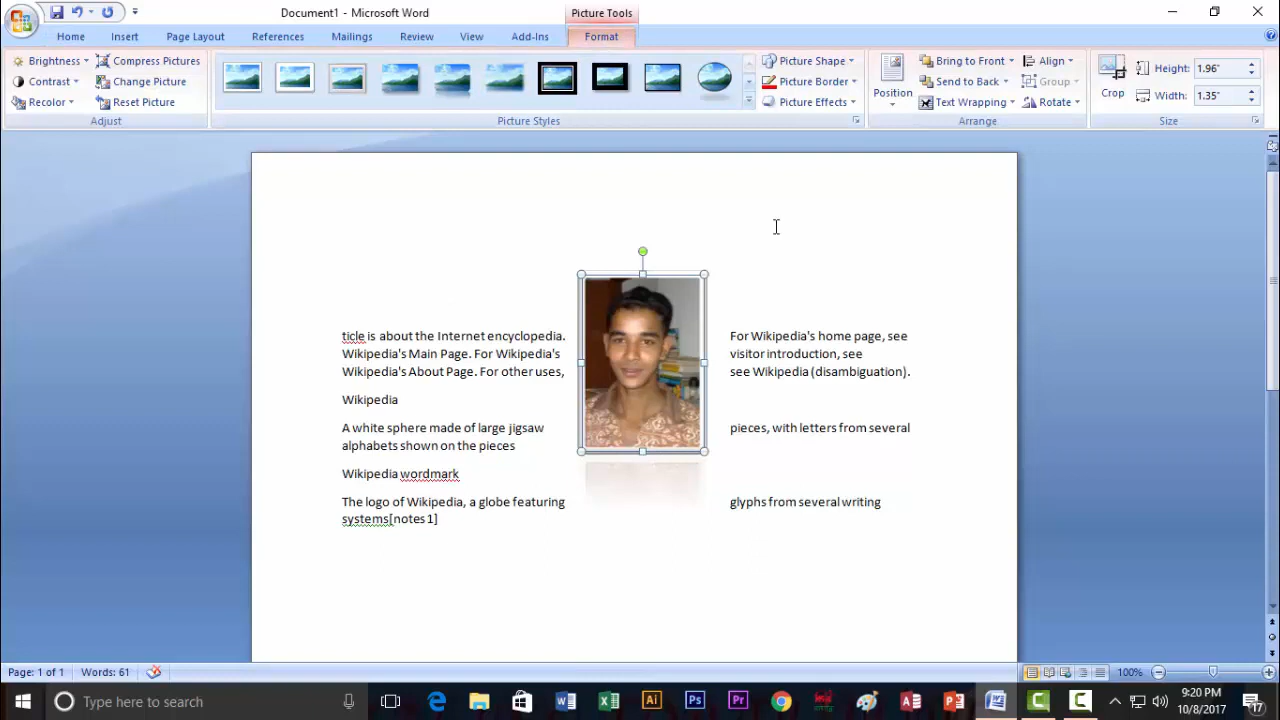 Document1 - Microsoft Word
Picture Tools
Home
Insert
Page Layout
References
Mailings
Review
View
Add-Ins
Format
Brightness
Compress Pictures
Contrast
Change Picture
Recolor
Reset Picture
Adjust
Picture Styles
Picture Shape
Picture Border
Picture Effects
Position
Bring to Front
Send to Back
Text Wrapping
Align
Group
Rotate
Arrange
Crop
Height: 1.96"
Width: 1.35"
Size
ticle is about the Internet encyclopedia. For Wikipedia's home page, see
Wikipedia's Main Page. For Wikipedia's visitor introduction, see
Wikipedia's About Page. For other uses, see Wikipedia (disambiguation).
Wikipedia
A white sphere made of large jigsaw pieces, with letters from several
alphabets shown on the pieces
Wikipedia wordmark
The logo of Wikipedia, a globe featuring glyphs from several writing
systems[notes 1]
Page: 1 of 1
Words: 61
100%
Type here to search
Ai
Ps
Pr
9:20 PM
10/8/2017
17